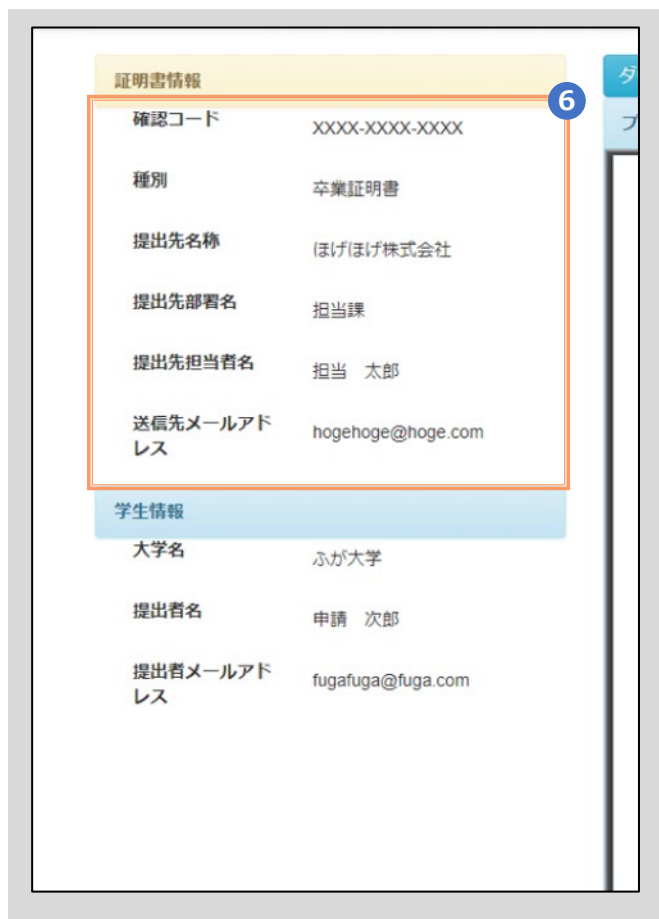 証明書情報
6
ダ
確認コード XXXX-XXXX-XXXX
プ
種別 卒業証明書
提出先名称 ほげほげ株式会社
提出先部署名 担当課
提出先担当者名 担当　太郎
送信先メールアド
レス
hogehoge@hoge.com
学生情報
大学名 ふが大学
提出者名 申請　次郎
提出者メールアド
レス
fugafuga@fuga.com